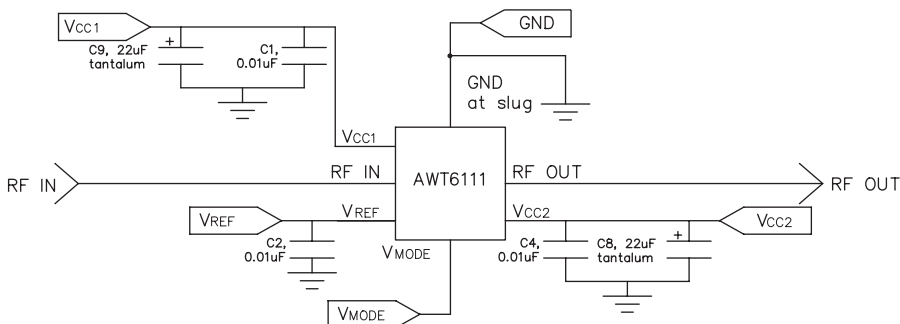 GND
VCC1
C9, 22uF
tantalum
C1,
0.01uF
GND
at slug
VCC1
RF IN
RF IN
AWT6111
RF OUT
RF OUT
VREF
VREF
VCC2
VCC2
C2,
0.01uF
VMODE
C4,
0.01uF
C8, 22uF
tantalum
VMODE
+
+